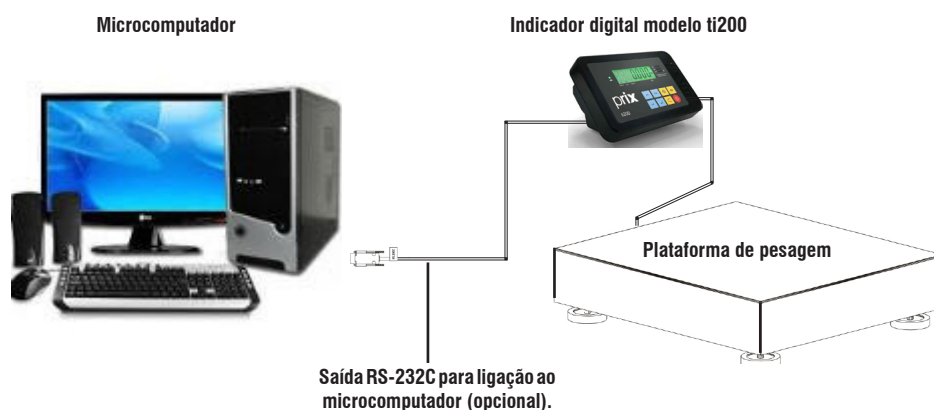 Microcomputador
Indicador digital modelo ti200
prix
Plataforma de pesagem
Saída RS-232C para ligação ao
microcomputador (opcional).